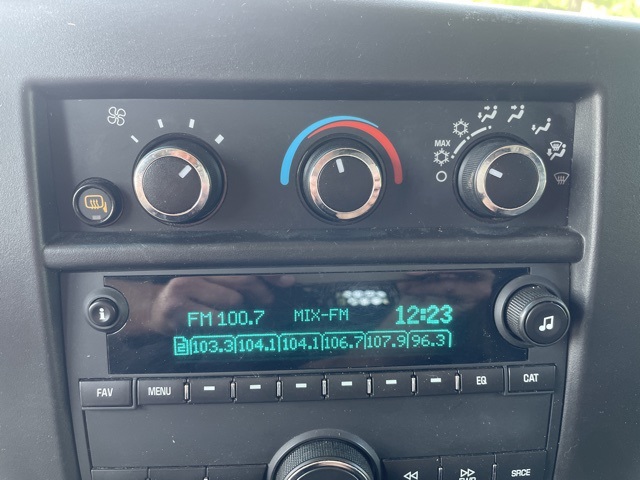 MAX
i
FM 100.7 MIX-FM 12:23
2 103.3 104.1 104.1 106.7 107.9 96.3
FAV MENU EQ CAT
SRCE